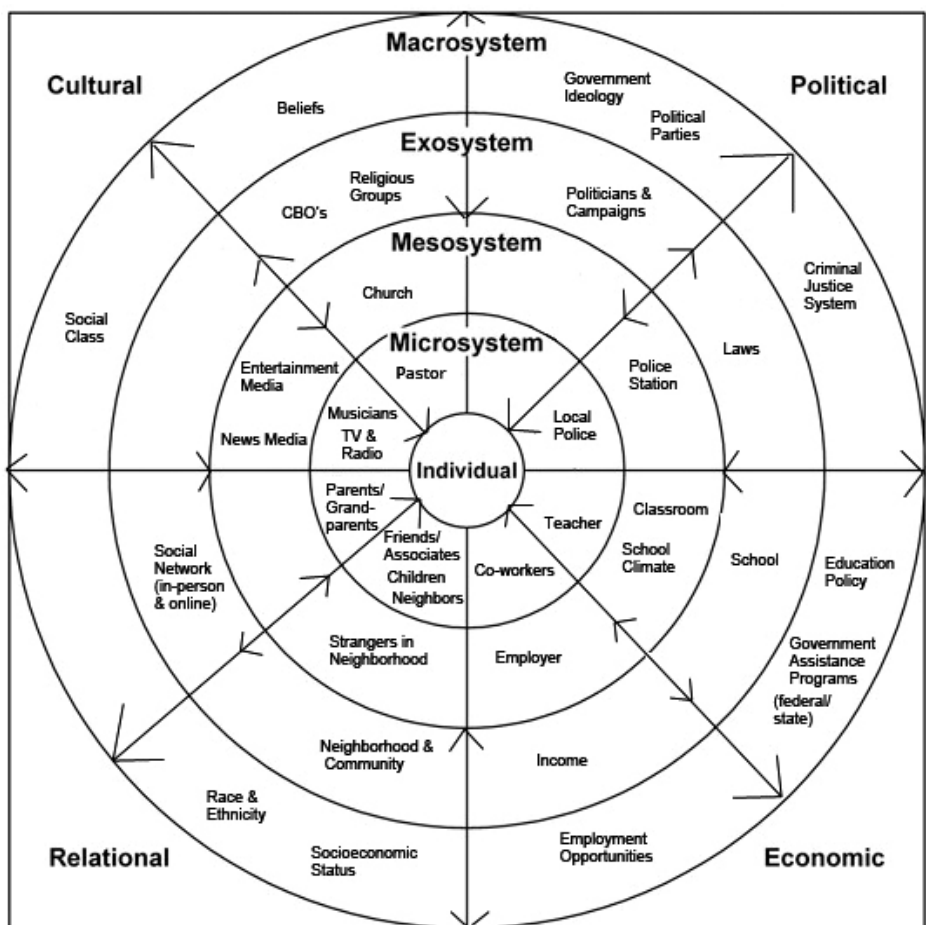 Macrosystem
Cultural
Political
Government
Ideology
Beliefs
Political
Parties
Exosystem
Religious
Groups
CBO's
Politicians &
Campaigns
Mesosystem
Criminal
Justice
System
Church
Social
Class
Microsystem
Laws
Entertainment
Media
Pastor
Police
Station
News Media
Musicians
TV &
Radio
Local
Police
Individual
Parents/
Grand-
parents
Friends/
Associates
Children
Neighbors
Teacher
Co-workers
Classroom
School
Climate
School
Education
Policy
Social
Network
(in-person
& online)
Strangers in
Neighborhood
Employer
Government
Assistance
Programs
(federal/
state)
Neighborhood &
Community
Income
Race &
Ethnicity
Socioeconomic
Status
Employment
Opportunities
Relational
Economic